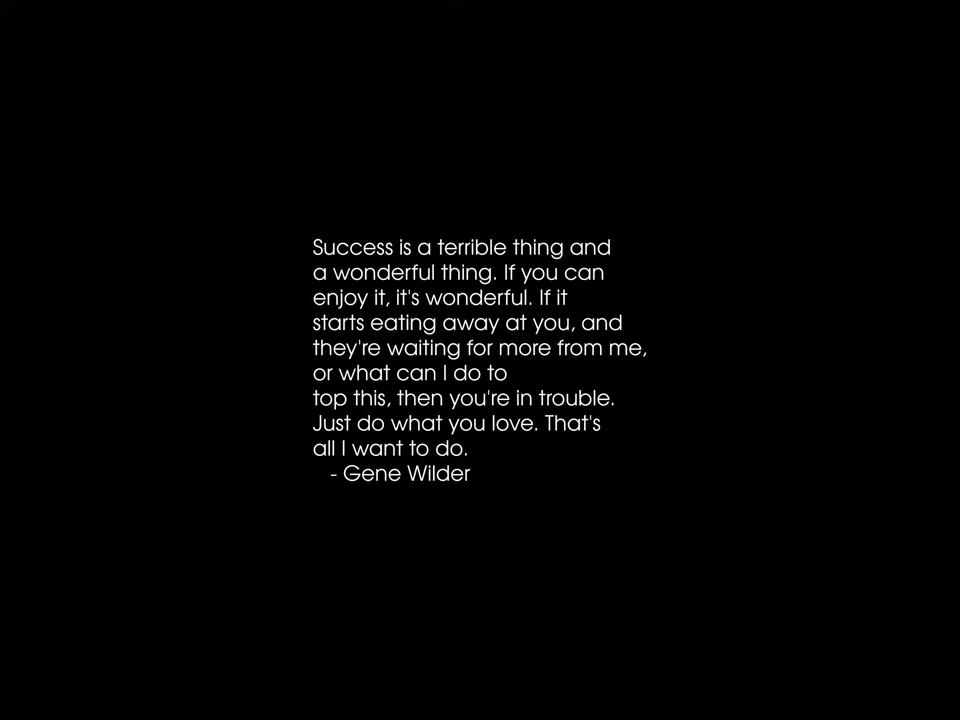 Success is a terrible thing and
a wonderful thing. If you can
enjoy it, it's wonderful. If it
starts eating away at you, and
they're waiting for more from me,
or what can I do to
top this, then you're in trouble.
Just do what you love. That's
all I want to do.
- Gene Wilder